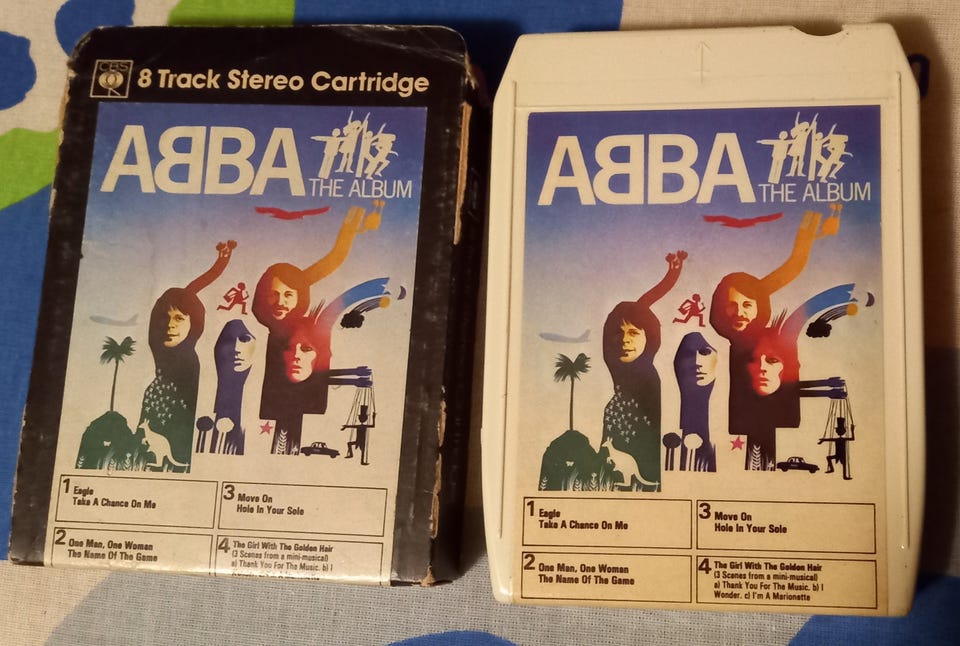 CBS
8 Track Stereo Cartridge
ABBA
THE ALBUM
1 Eagle
Take A Chance On Me
3 Move On
Hole In Your Sole
2 One Man, One Woman
The Name Of The Game
4 The Girl With The Golden Hair
(3 Scenes from a mini-musical)
a) Thank You For The Music. b) I
ABBA
THE ALBUM
1 Eagle
Take A Chance On Me
3 Move On
Hole In Your Sole
2 One Man, One Woman
The Name Of The Game
4 The Girl With The Golden Hair
(3 Scenes from a mini-musical)
a) Thank You For The Music. b) I
Wonder. c) I'm A Marionette